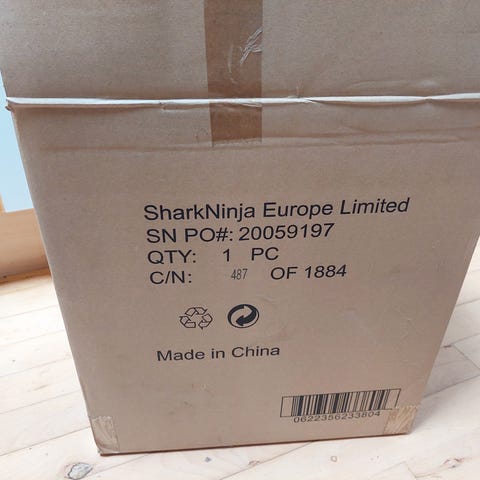 SharkNinja Europe Limited
SN PO#: 20059197
QTY: 1 PC
C/N: 487 OF 1884
Made in China
0622356233804